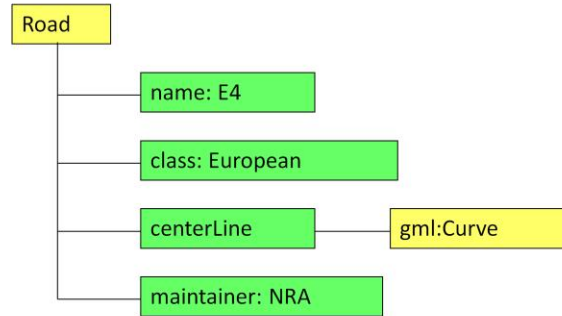 Road
name: E4
class: European
centerLine
gml:Curve
maintainer: NRA